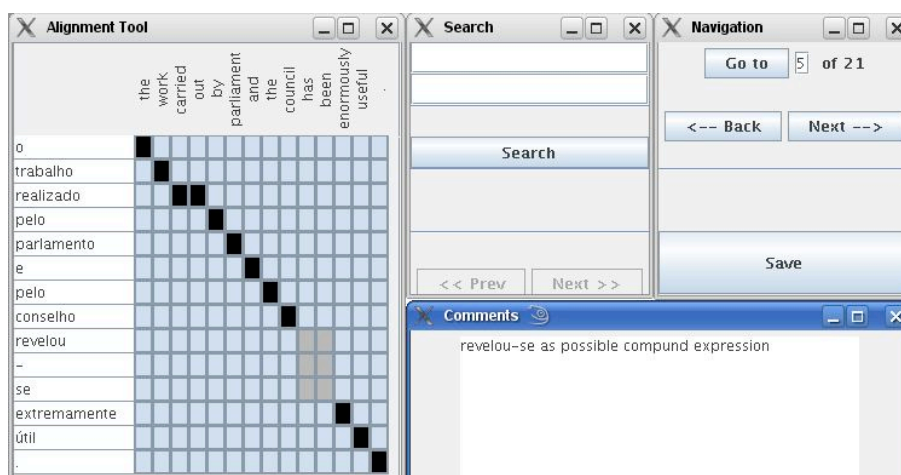 Alignment Tool
the
work
carried
out
by
parliament
and
the
council
has
been
enormously
useful
.
o
trabalho
realizado
pelo
parlamento
e
pelo
conselho
revelou
-
se
extremamente
útil
.
Search
Search
<< Prev Next >>
Navigation
Go to 5 of 21
<-- Back Next -->
Save
Comments
revelou-se as possible compund expression